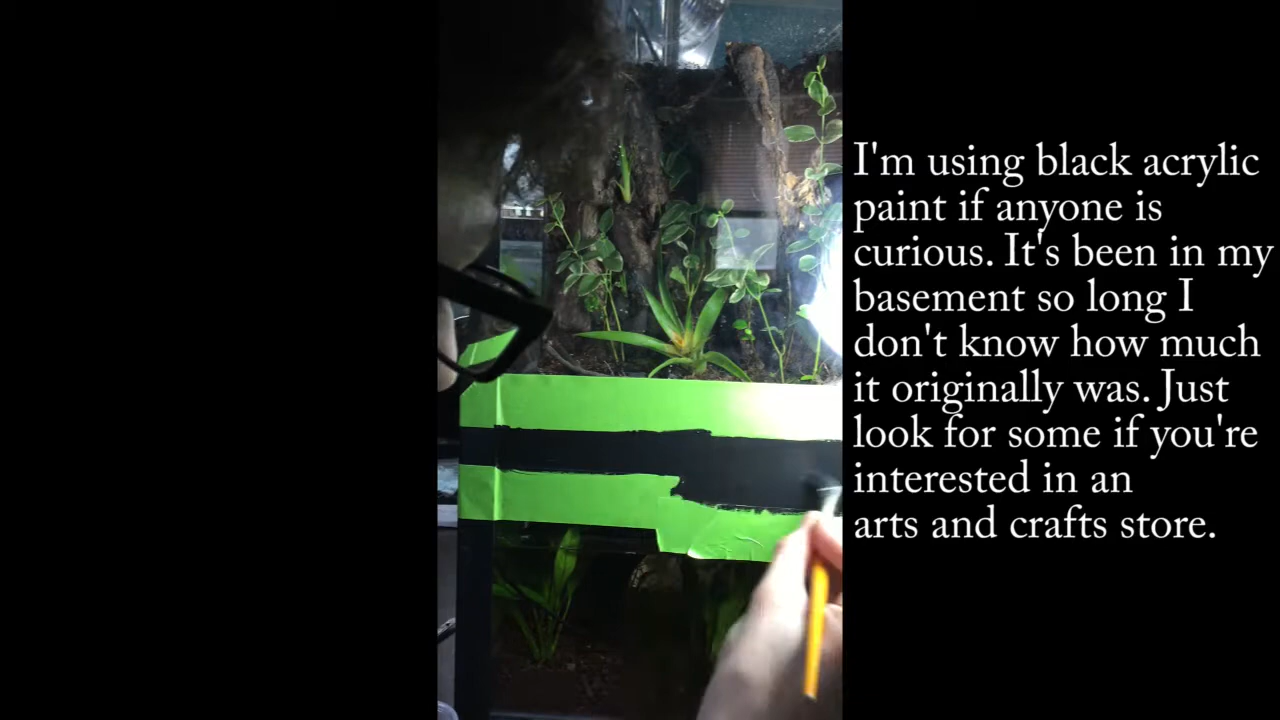 I'm using black acrylic
paint if anyone is
curious. It's been in my
basement so long I
don't know how much
it originally was. Just
look for some if you're
interested in an
arts and crafts store.